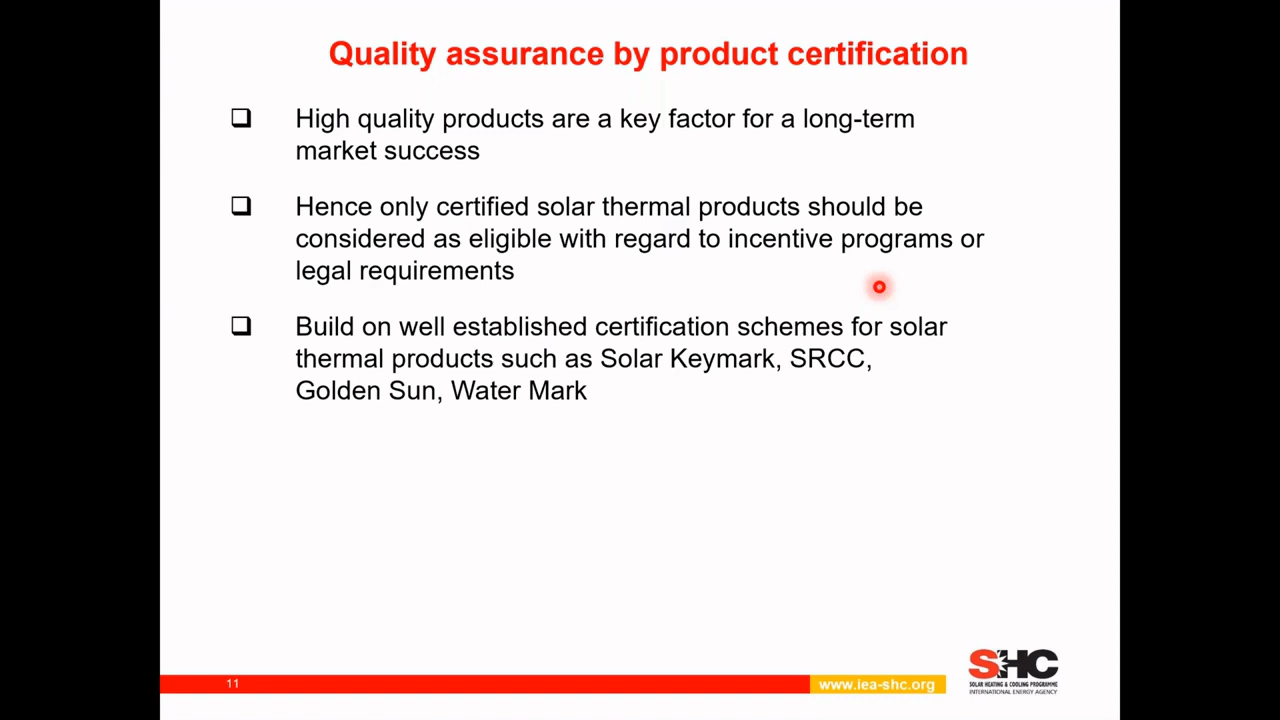 Quality assurance by product certification
High quality products are a key factor for a long-term
market success
Hence only certified solar thermal products should be
considered as eligible with regard to incentive programs or
legal requirements
Build on well established certification schemes for solar
thermal products such as Solar Keymark, SRCC,
Golden Sun, Water Mark
11
www.iea-shc.org
SHC
SOLAR HEATING & COOLING PROGRAMME
INTERNATIONAL ENERGY AGENCY